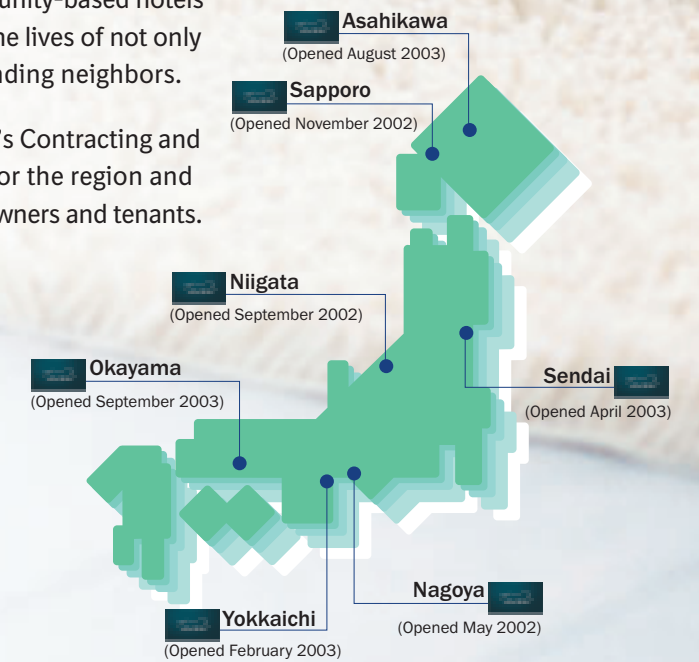 unity-based hotels
he lives of not only
nding neighbors.
's Contracting and
or the region and
wners and tenants.
Asahikawa
(Opened August 2003)
Sapporo
(Opened November 2002)
Niigata
(Opened September 2002)
Okayama
(Opened September 2003)
Sendai
(Opened April 2003)
Nagoya
(Opened May 2002)
Yokkaichi
(Opened February 2003)